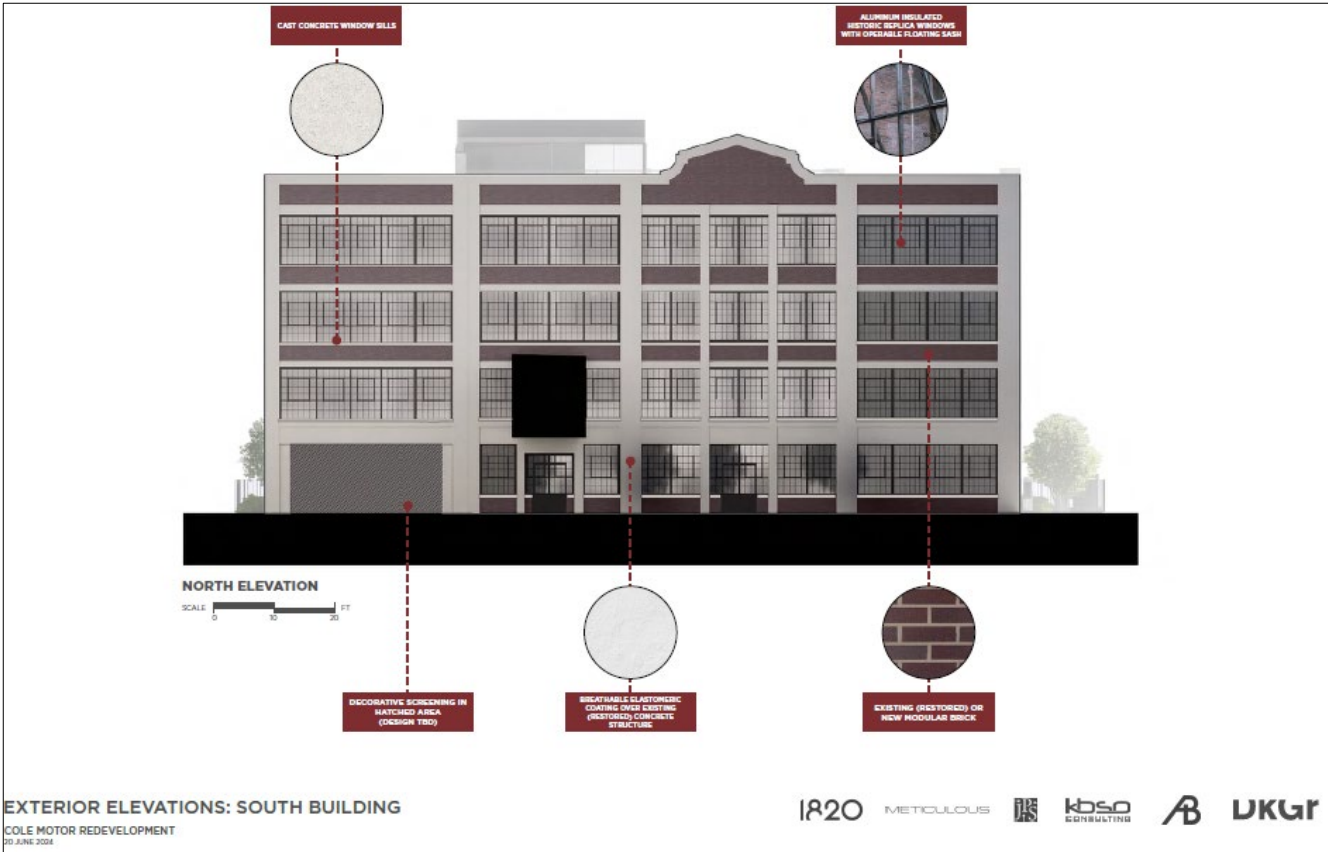 CAST CONCRETE WINDOW SILLS
ALUMINUM INSULATED
HISTORIC REPLICA WINDOWS
WITH OPERABLE FLOATING SASH
NORTH ELEVATION
SCALE
FT
0 10 20
DECORATIVE SCREENING IN
HATCHED AREA
(DESIGN TBD)
BREATHABLE ELASTOMERIC
COATING OVER EXISTING
(RESTORED) CONCRETE
STRUCTURE
EXISTING (RESTORED) OR
NEW MODULAR BRICK
EXTERIOR ELEVATIONS: SOUTH BUILDING
COLE MOTOR REDEVELOPMENT
20 JUNE 2024
1820
METICULOUS
kbso
CONSULTING
AB
DKGr